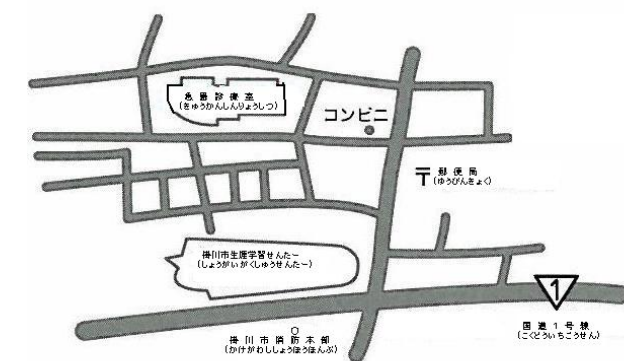 急患診療室
(きゅうかんしんりょうしつ)
コンビニ
〒 郵便局
(ゆうびんきょく)
掛川市生涯学習せんたー
(しょうがいがくしゅうせんたー)
1
国道1号線
(こくどういちごうせん)
掛川市消防本部
(かけがわししょうぼうほんぶ)